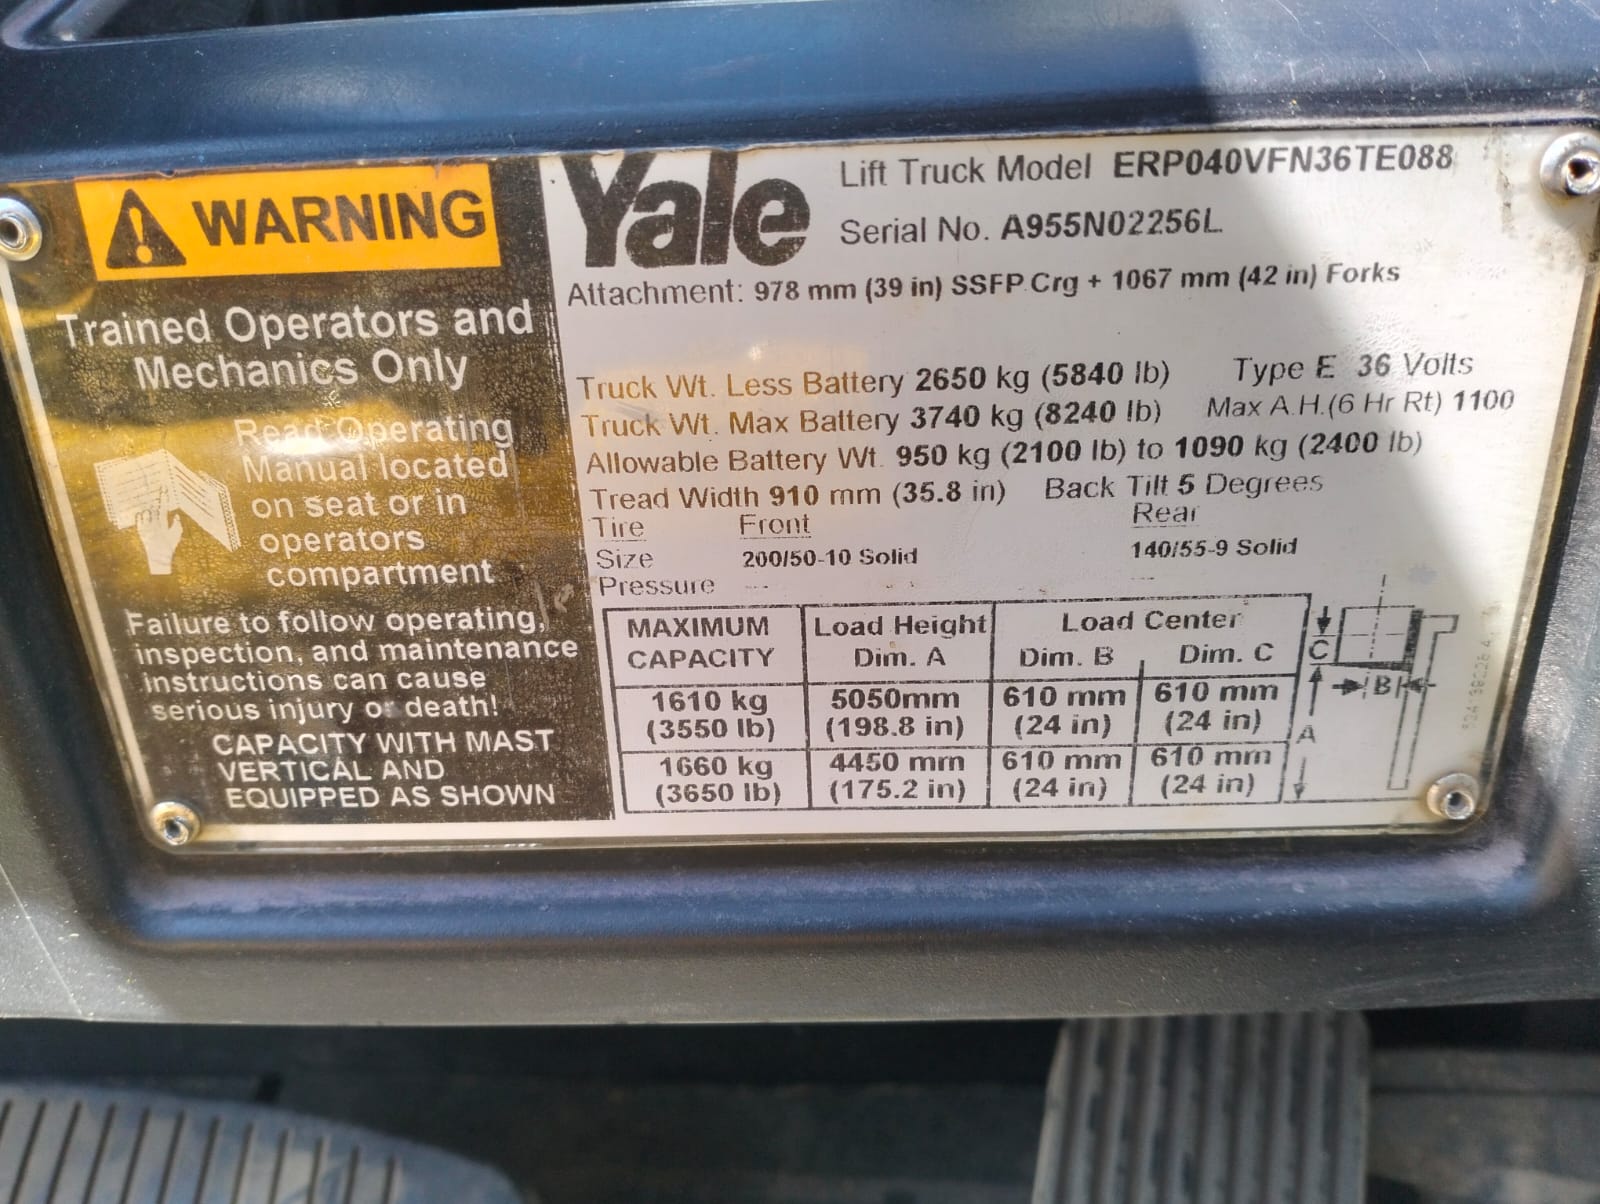 WARNING
Trained Operators and
Mechanics Only
Read Operating
Manual located
on seat or in
operators
compartment
Failure to follow operating,
inspection, and maintenance
instructions can cause
serious injury or death!
CAPACITY WITH MAST
VERTICAL AND
EQUIPPED AS SHOWN
Yale
Lift Truck Model ERP040VFN36TE088
Serial No. A955N02256L
Attachment: 978 mm (39 in) SSFP Crg + 1067 mm (42 in) Forks
Truck Wt. Less Battery 2650 kg (5840 lb) Type E 36 Volts
Truck Wt. Max Battery 3740 kg (8240 lb) Max A.H.(6 Hr Rt) 1100
Allowable Battery Wt. 950 kg (2100 lb) to 1090 kg (2400 lb)
Tread Width 910 mm (35.8 in) Back Tilt 5 Degrees
Tire Front Rear
Size 200/50-10 Solid 140/55-9 Solid
Pressure
MAXIMUM CAPACITY Load Height Dim. A Load Center Dim. B Dim. C
1610 kg 5050mm 610 mm 610 mm
(3550 lb) (198.8 in) (24 in) (24 in)
1660 kg 4450 mm 610 mm 610 mm
(3650 lb) (175.2 in) (24 in) (24 in)
C
B
A